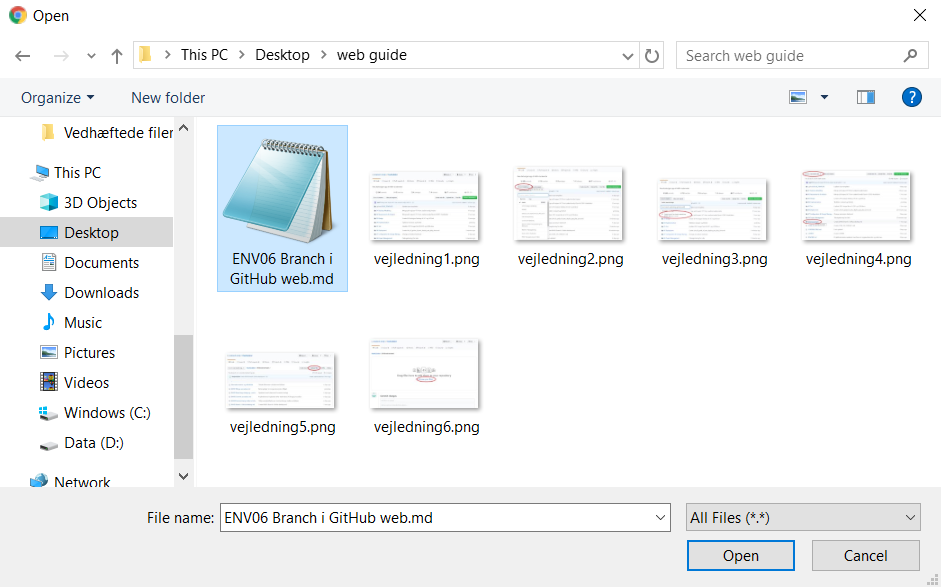 Open
This PC
Desktop
web guide
Search web guide
Organize
New folder
?
Vedhæftede filer
This PC
3D Objects
Desktop
Documents
Downloads
Music
Pictures
Videos
Windows (C:)
Data (D:)
Network
ENV06 Branch i
GitHub web.md
vejledning1.png
vejledning2.png
vejledning3.png
vejledning4.png
vejledning5.png
vejledning6.png
File name:
ENV06 Branch i GitHub web.md
All Files (*.*)
Open
Cancel